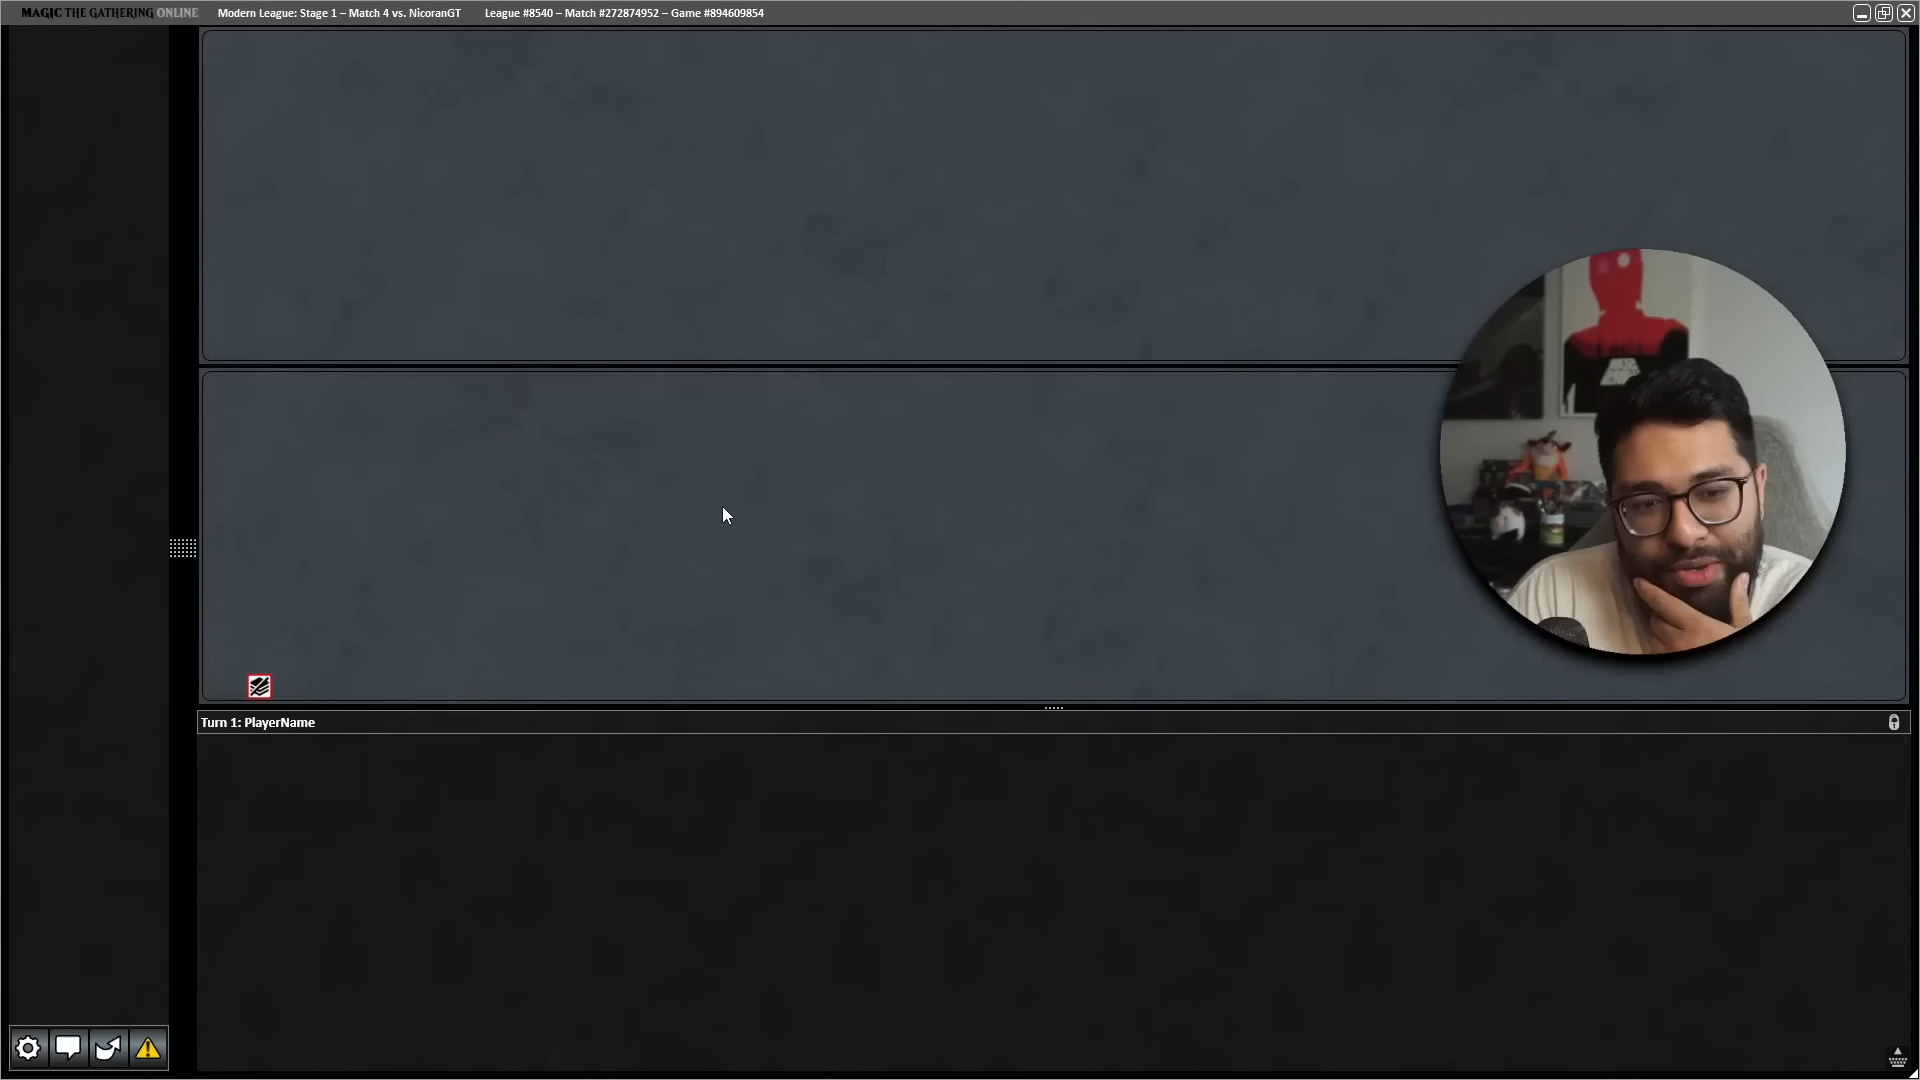 MAGIC THE GATHERING ONLINE
Modern League: Stage 1 – Match 4 vs. NicoranGT
League #8540 – Match #272874952 – Game #894609854
Turn 1: PlayerName